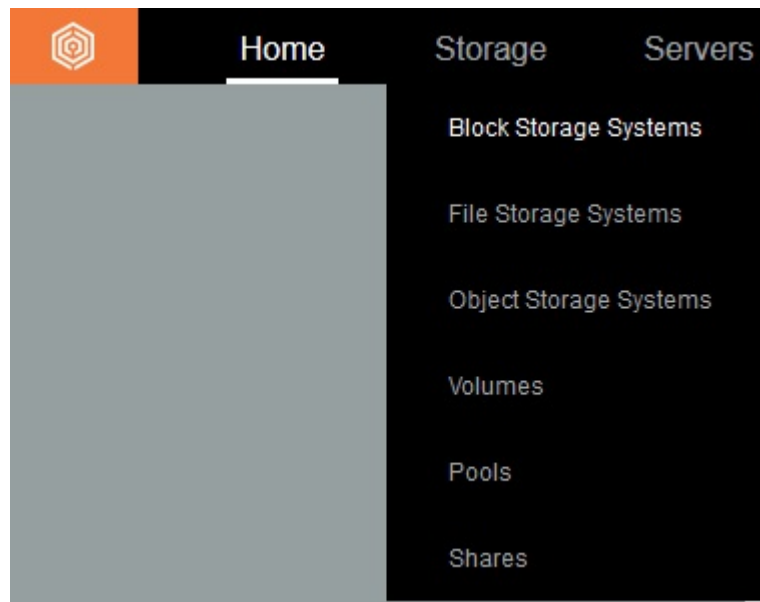 Home Storage Servers
Block Storage Systems
File Storage Systems
Object Storage Systems
Volumes
Pools
Shares